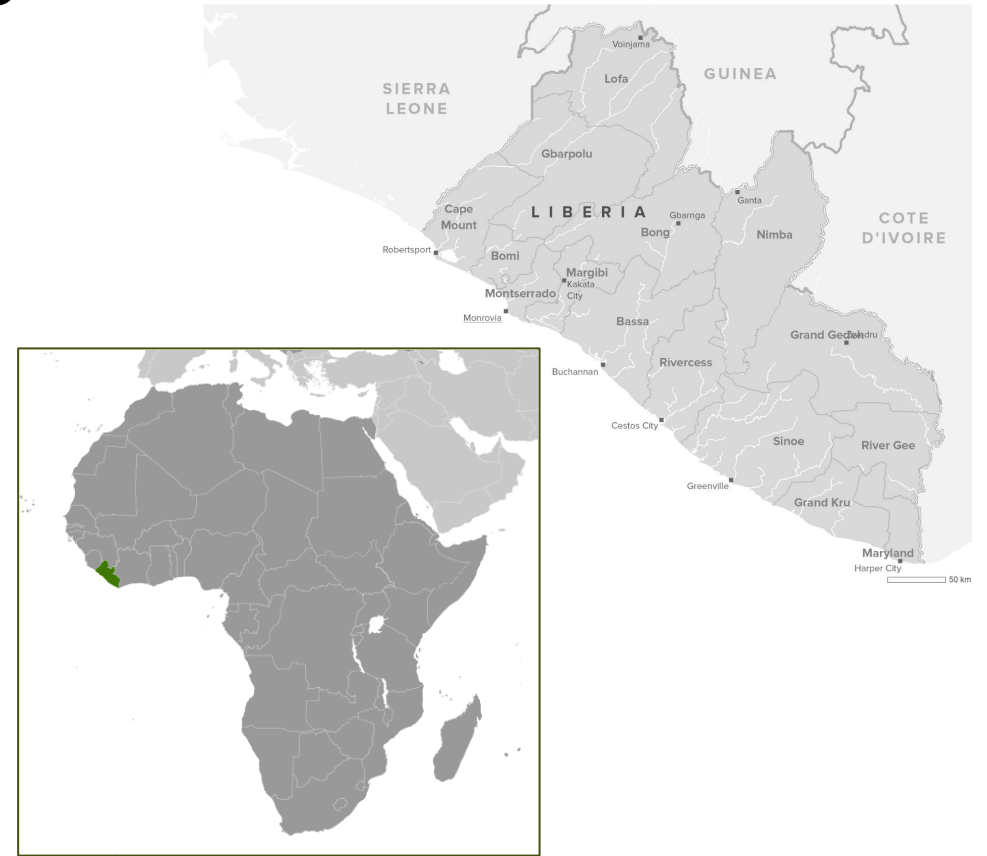 Voinjama
Lofa
GUINEA
SIERRA
LEONE
Gbarpolu
Ganta
Cape
Mount
LIBERIA
Gbarnga
Bong
Nimba
COTE
D'IVOIRE
Robertsport
Bomi
Margibi
Kakata
City
Montserrado
Monrovia
Bassa
Grand Gedeh
Buchannan
Rivercess
Cestos City
Sinoe
River Gee
Greenville
Grand Kru
Maryland
Harper City
50 km